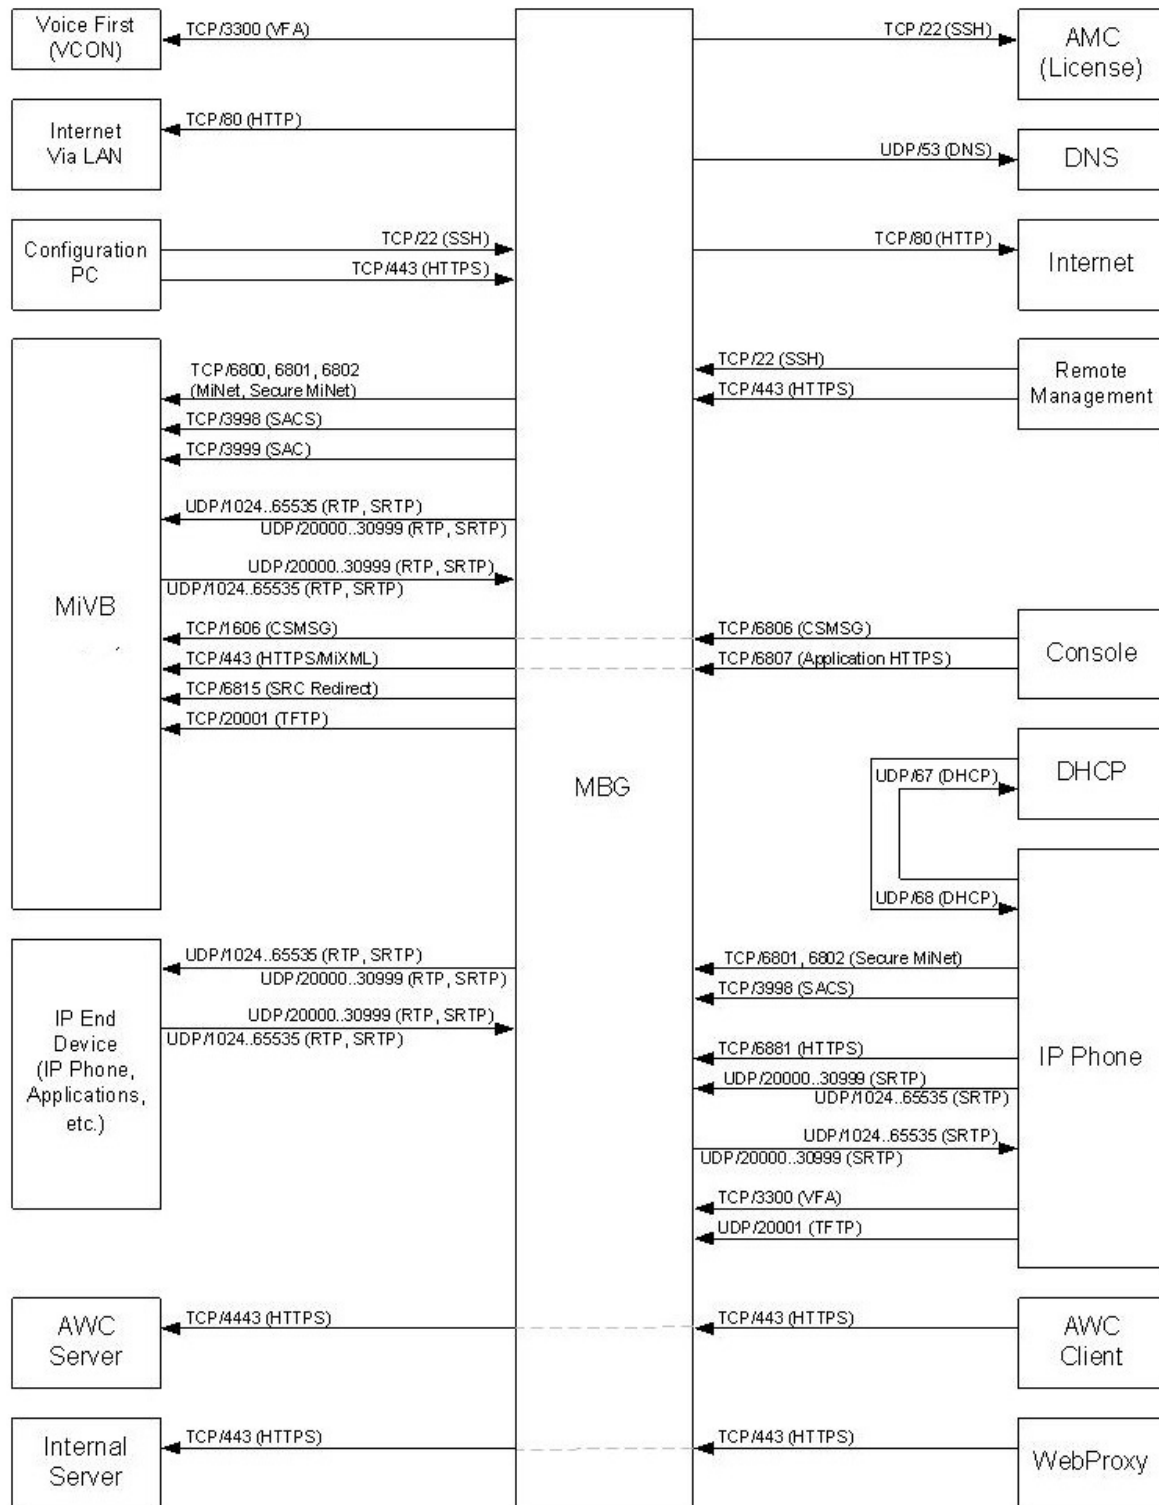 Voice First
(VCON)
TCP/3300 (VFA)
TCP/22 (SSH)
AMC
(License)
Internet
Via LAN
TCP/80 (HTTP)
UDP/53 (DNS)
DNS
Configuration
PC
TCP/22 (SSH)
TCP/443 (HTTPS)
TCP/80 (HTTP)
Internet
TCP/22 (SSH)
TCP/443 (HTTPS)
Remote
Management
MiVB
TCP/6800, 6801, 6802
(MiNet, Secure MiNet)
TCP/3998 (SACS)
TCP/3999 (SAC)
UDP/1024..65535 (RTP, SRTP)
UDP/20000..30999 (RTP, SRTP)
UDP/20000..30999 (RTP, SRTP)
UDP/1024..65535 (RTP, SRTP)
TCP/1606 (CSMSG)
TCP/443 (HTTPS/MiXML)
TCP/6815 (SRC Redirect)
TCP/20001 (TFTP)
MBG
TCP/6806 (CSMSG)
TCP/6807 (Application HTTPS)
Console
UDP/67 (DHCP)
DHCP
UDP/68 (DHCP)
IP End
Device
(IP Phone,
Applications,
etc.)
UDP/1024..65535 (RTP, SRTP)
UDP/20000..30999 (RTP, SRTP)
UDP/20000..30999 (RTP, SRTP)
UDP/1024..65535 (RTP, SRTP)
TCP/6801, 6802 (Secure MiNet)
TCP/3998 (SACS)
TCP/6881 (HTTPS)
UDP/20000..30999 (SRTP)
UDP/1024..65535 (SRTP)
UDP/1024..65535 (SRTP)
UDP/20000..30999 (SRTP)
TCP/3300 (VFA)
UDP/20001 (TFTP)
IP Phone
AWC
Server
TCP/4443 (HTTPS)
TCP/443 (HTTPS)
AWC
Client
Internal
Server
TCP/443 (HTTPS)
TCP/443 (HTTPS)
WebProxy